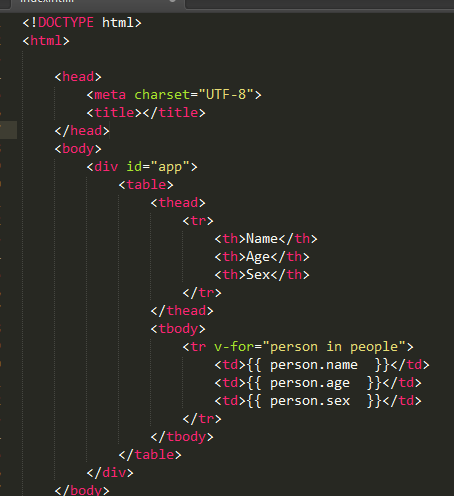 <!DOCTYPE html>
<html>
<head>
<meta charset="UTF-8">
<title></title>
</head>
<body>
<div id="app">
<table>
<thead>
<tr>
<th>Name</th>
<th>Age</th>
<th>Sex</th>
</tr>
</thead>
<tbody>
<tr v-for="person in people">
<td>{{ person.name  }}</td>
<td>{{ person.age  }}</td>
<td>{{ person.sex  }}</td>
</tr>
</tbody>
</table>
</div>
</body>